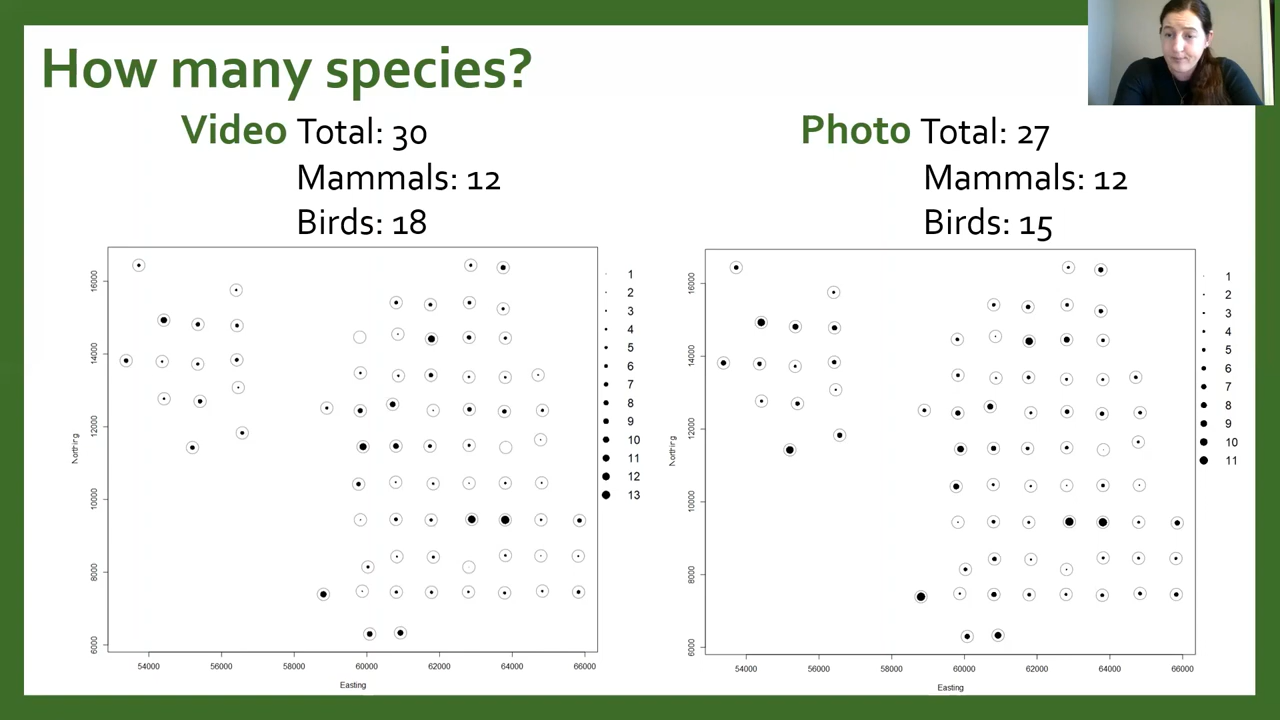 How many species?
Video Total: 30
Mammals: 12
Birds: 18
Photo Total: 27
Mammals: 12
Birds: 15
16000
14000
12000
10000
8000
6000
Northing
54000 56000 58000 60000 62000 64000 66000
Easting
1
2
3
4
5
6
7
8
9
10
11
12
13
16000
14000
12000
10000
8000
6000
Northing
54000 56000 58000 60000 62000 64000 66000
Easting
1
2
3
4
5
6
7
8
9
10
11